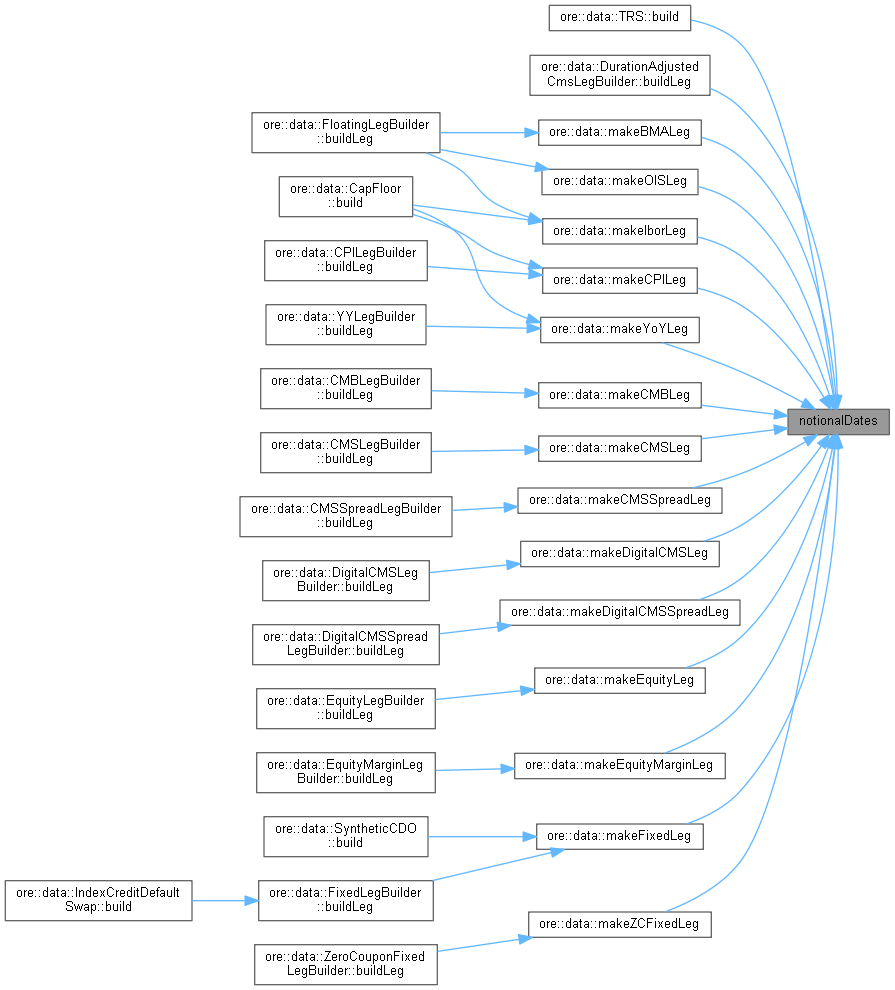 ore::data::TRS::build
ore::data::DurationAdjusted
CmsLegBuilder::buildLeg
ore::data::FloatingLegBuilder
::buildLeg
ore::data::makeBMALeg
ore::data::makeOISLeg
ore::data::CapFloor
::build
ore::data::makeIborLeg
ore::data::CPILegBuilder
::buildLeg
ore::data::makeCPILeg
ore::data::YYLegBuilder
::buildLeg
ore::data::makeYoYLeg
ore::data::CMBLegBuilder
::buildLeg
ore::data::makeCMBLeg
notionalDates
ore::data::CMSLegBuilder
::buildLeg
ore::data::makeCMSLeg
ore::data::CMSSpreadLegBuilder
::buildLeg
ore::data::makeCMSSpreadLeg
ore::data::DigitalCMSLeg
Builder::buildLeg
ore::data::makeDigitalCMSLeg
ore::data::DigitalCMSSpread
LegBuilder::buildLeg
ore::data::makeDigitalCMSSpreadLeg
ore::data::EquityLegBuilder
::buildLeg
ore::data::makeEquityLeg
ore::data::EquityMarginLeg
Builder::buildLeg
ore::data::makeEquityMarginLeg
ore::data::SyntheticCDO
::build
ore::data::makeFixedLeg
ore::data::IndexCreditDefault
Swap::build
ore::data::FixedLegBuilder
::buildLeg
ore::data::makeZCFixedLeg
ore::data::ZeroCouponFixed
LegBuilder::buildLeg